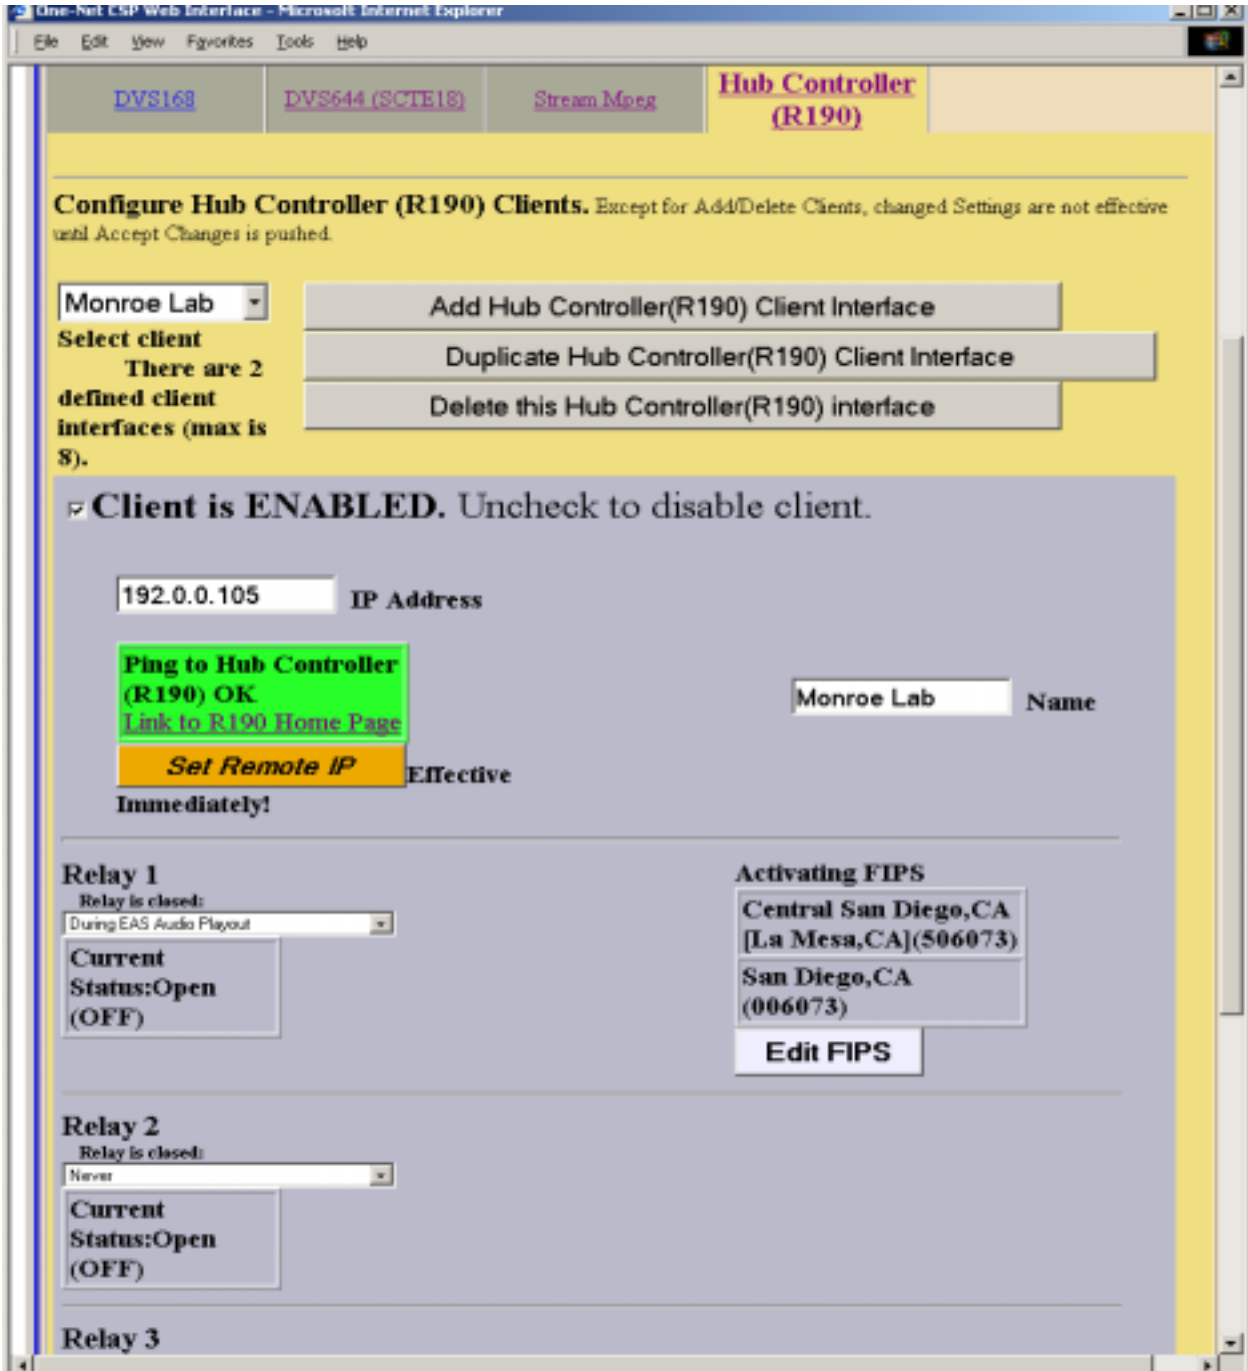 One-Net CSP Web Interface - Microsoft Internet Explorer
File Edit View Favorites Tools Help
DVS168 DVS644 (SCTE18) Stream Mpeg Hub Controller
(R190)
Configure Hub Controller (R190) Clients. Except for Add/Delete Clients, changed Settings are not effective
until Accept Changes is pushed.
Monroe Lab
Add Hub Controller(R190) Client Interface
Select client
There are 2
defined client
interfaces (max is
8).
Duplicate Hub Controller(R190) Client Interface
Delete this Hub Controller(R190) interface
Client is ENABLED. Uncheck to disable client.
192.0.0.105 IP Address
Ping to Hub Controller
(R190) OK
Link to R190 Home Page
Monroe Lab Name
Set Remote IP Effective
Immediately!
Relay 1
Relay is closed:
During EAS Audio Playout
Current
Status:Open
(OFF)
Activating FIPS
Central San Diego,CA
[La Mesa,CA](506073)
San Diego,CA
(006073)
Edit FIPS
Relay 2
Relay is closed:
Never
Current
Status:Open
(OFF)
Relay 3